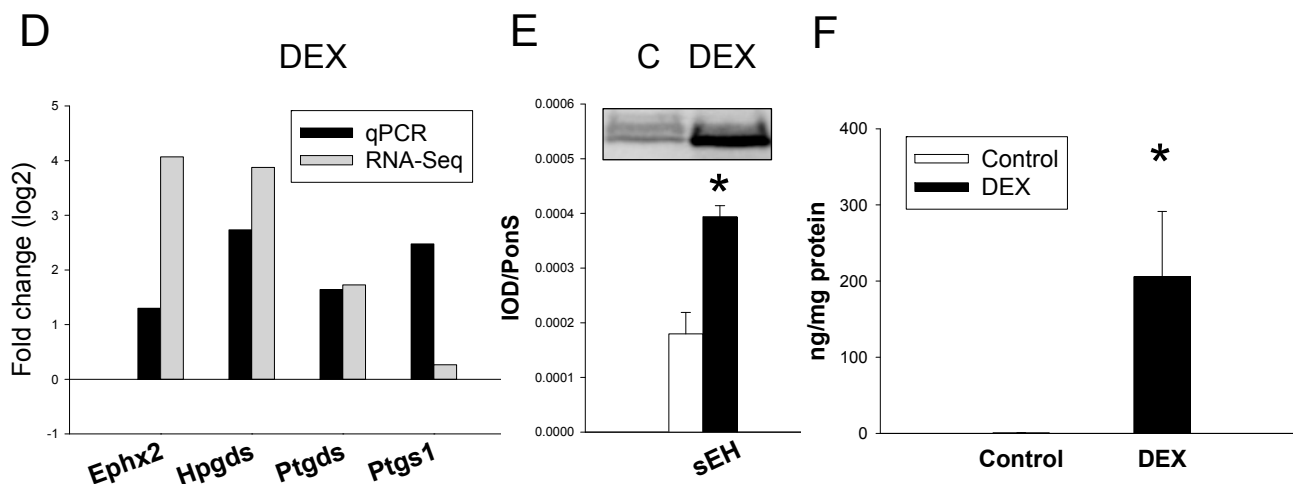 D
DEX
Fold change (log2)
5
4
3
2
1
0
-1
qPCR
RNA-Seq
Ephx2
Hpgds
Ptgds
Ptgs1
E
C DEX
IOD/PonS
0.0006
0.0005
0.0004
0.0003
0.0002
0.0001
0.0000
*
sEH
F
ng/mg protein
400
300
200
100
0
Control
DEX
*
Control
DEX